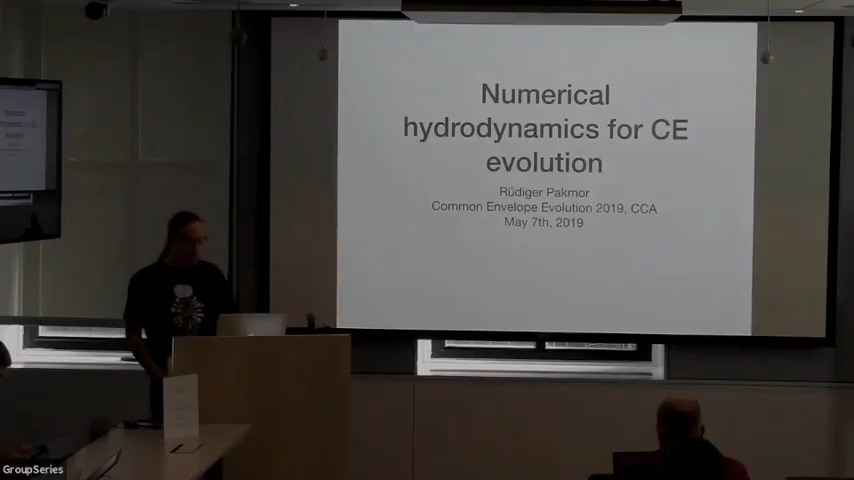 Numerical
hydrodynamics for CE
evolution
Rüdiger Pakmor
Common Envelope Evolution 2019, CCA
May 7th, 2019
GroupSeries